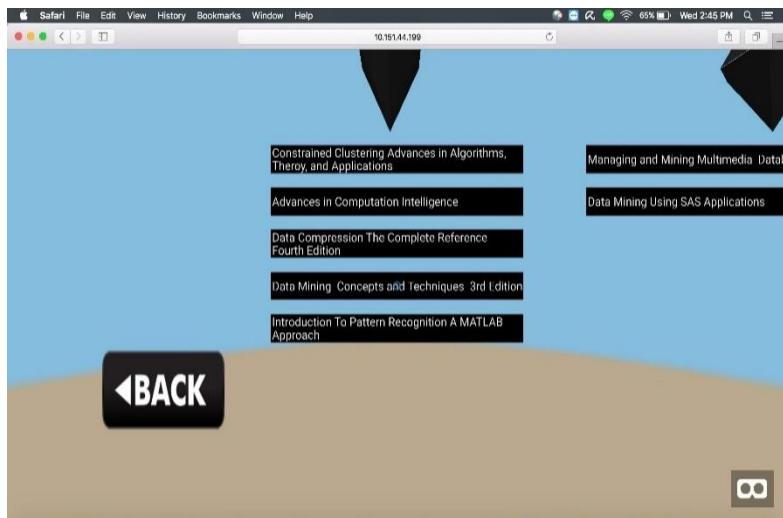 Safari File Edit View History Bookmarks Window Help 65% Wed 2:45 PM
10.151.44.199
Constrained Clustering Advances in Algorithms,
Theroy, and Applications
Advances in Computation Intelligence
Data Compression The Complete Reference
Fourth Edition
Data Mining Concepts and Techniques 3rd Edition
Introduction To Pattern Recognition A MATLAB
Approach
Managing and Mining Multimedia
Data Mining Using SAS Applications
BACK